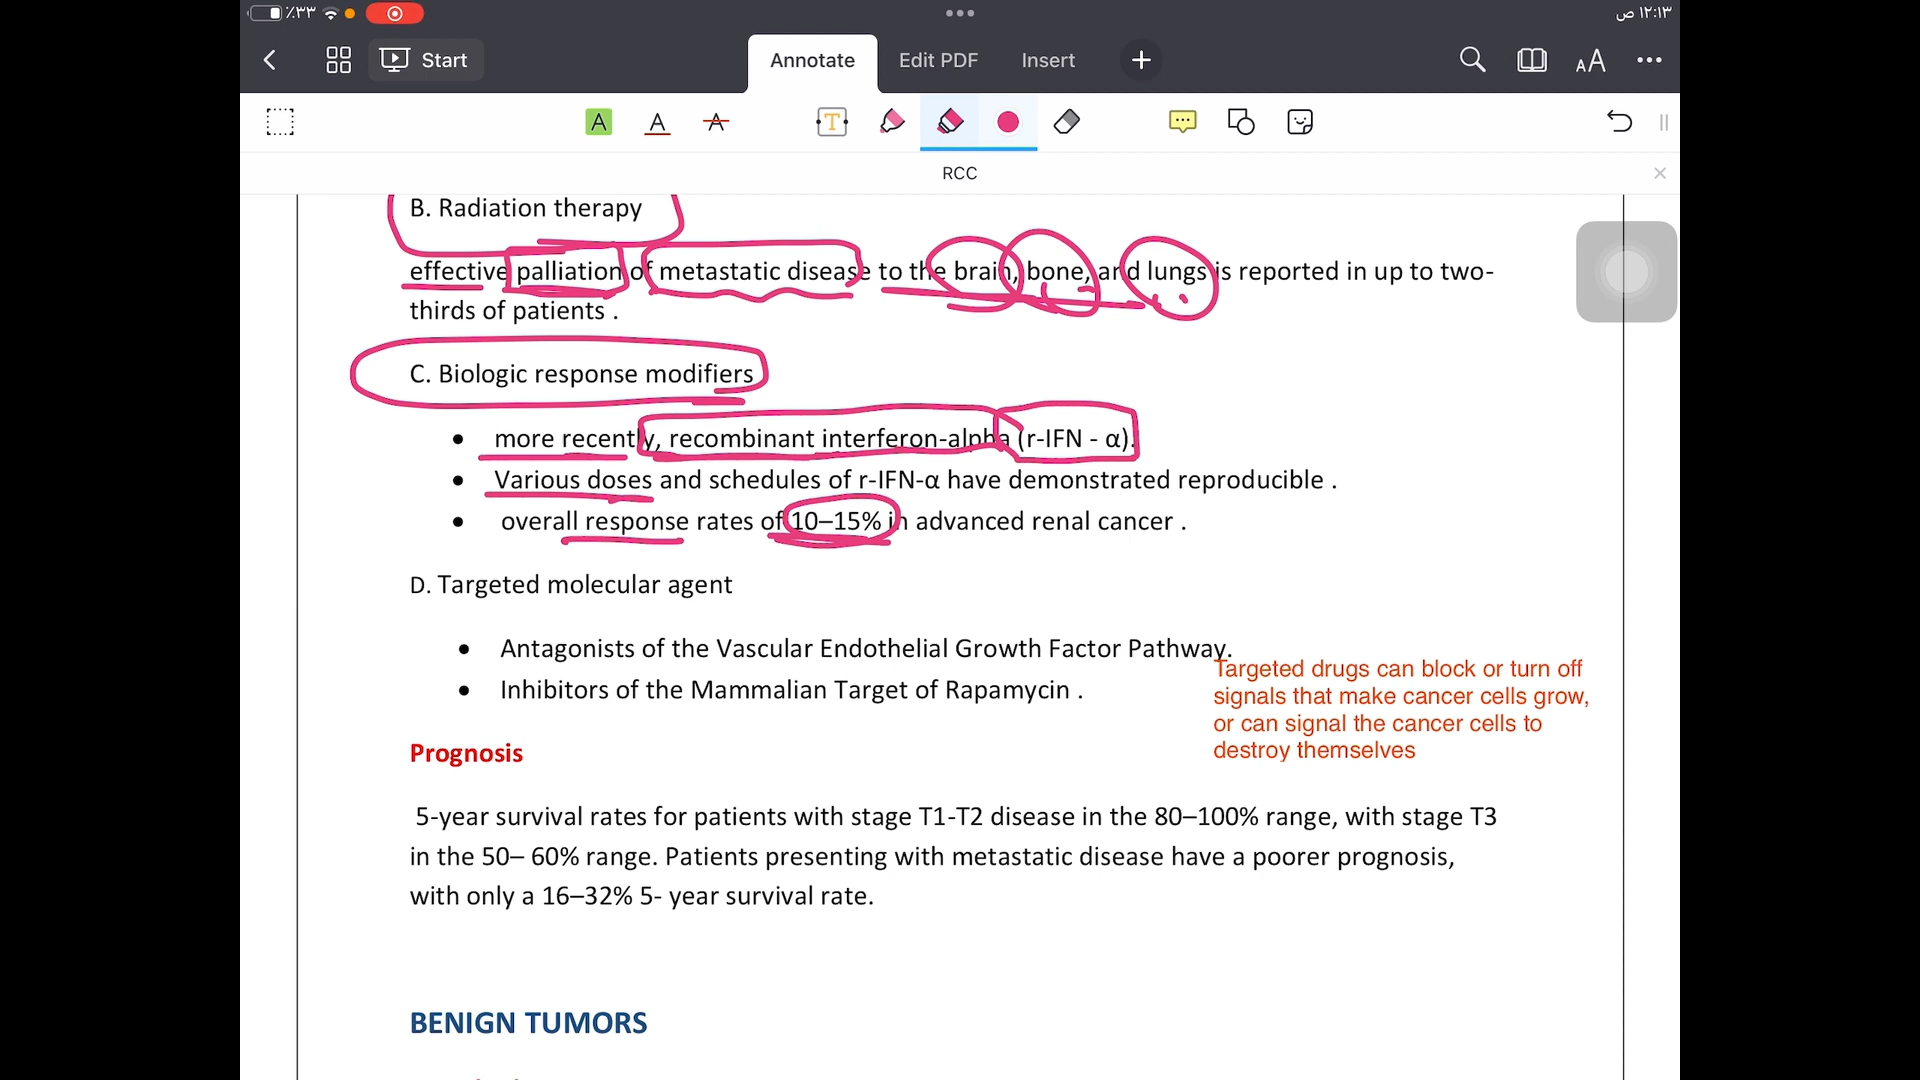 ٪٣٣
١٢:١٣ ص
Start
Annotate
Edit PDF
Insert
RCC
B. Radiation therapy
effective palliation of metastatic disease to the brain, bone, and lungs is reported in up to two-
thirds of patients .
C. Biologic response modifiers
• more recently, recombinant interferon-alpha (r-IFN - α).
• Various doses and schedules of r-IFN-α have demonstrated reproducible .
• overall response rates of 10–15% in advanced renal cancer .
D. Targeted molecular agent
• Antagonists of the Vascular Endothelial Growth Factor Pathway.
• Inhibitors of the Mammalian Target of Rapamycin .
Targeted drugs can block or turn off
signals that make cancer cells grow,
or can signal the cancer cells to
destroy themselves
Prognosis
5-year survival rates for patients with stage T1-T2 disease in the 80–100% range, with stage T3
in the 50– 60% range. Patients presenting with metastatic disease have a poorer prognosis,
with only a 16–32% 5- year survival rate.
BENIGN TUMORS